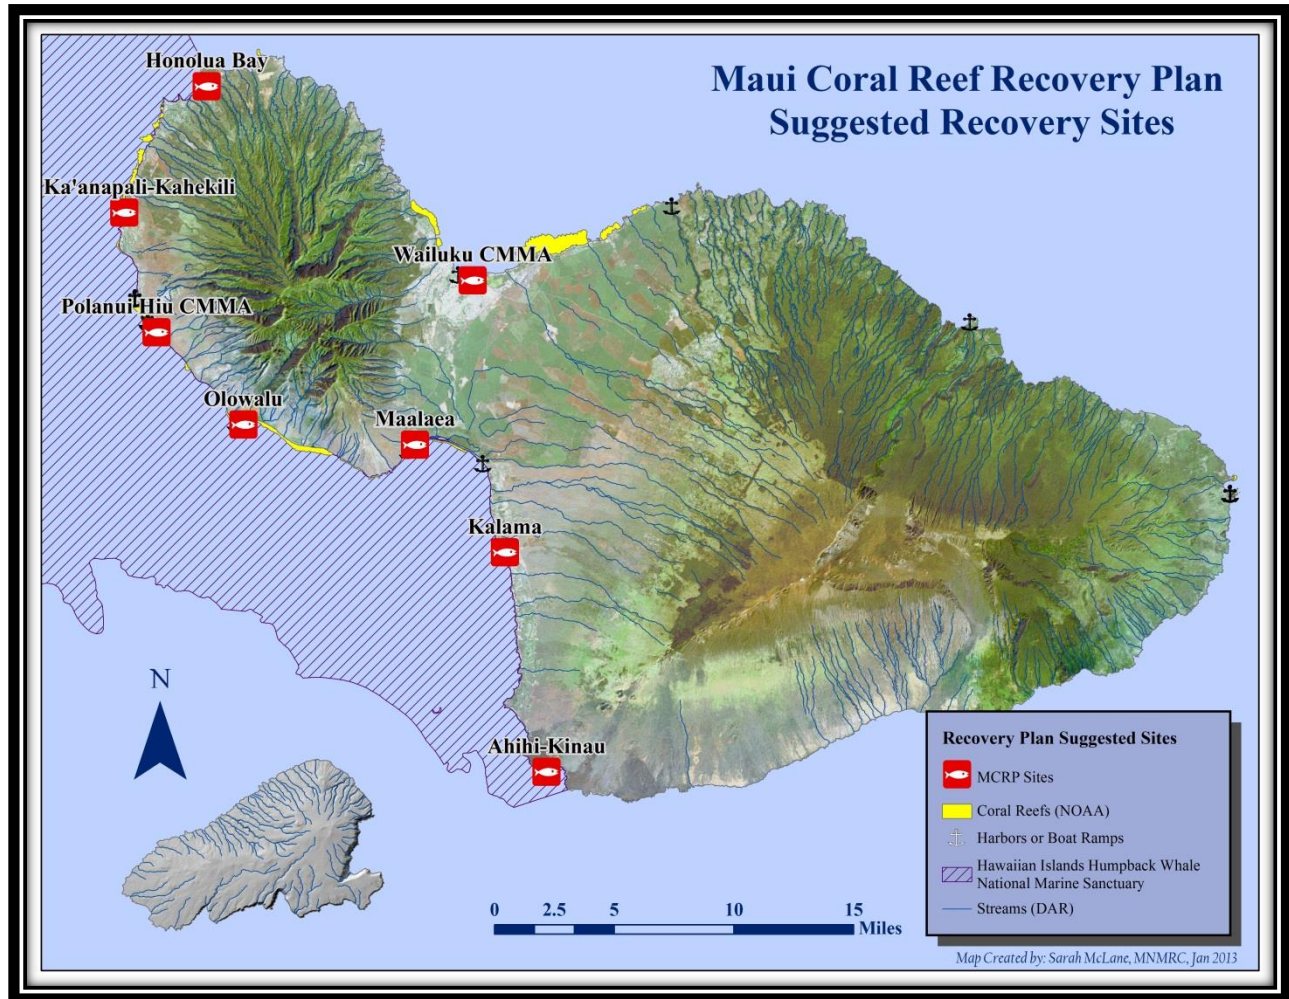 Maui Coral Reef Recovery Plan
Suggested Recovery Sites
Honolua Bay
Ka'anapali-Kahekili
Wailuku CMMA
Polanui Hiu CMMA
Olowalu
Maalaea
Kalama
Ahihi-Kinau
N
0 2.5 5 10 15
Miles
Recovery Plan Suggested Sites
MCRP Sites
Coral Reefs (NOAA)
Harbors or Boat Ramps
Hawaiian Islands Humpback Whale
National Marine Sanctuary
Streams (DAR)
Map Created by: Sarah McLane, MNMRC, Jan 2013